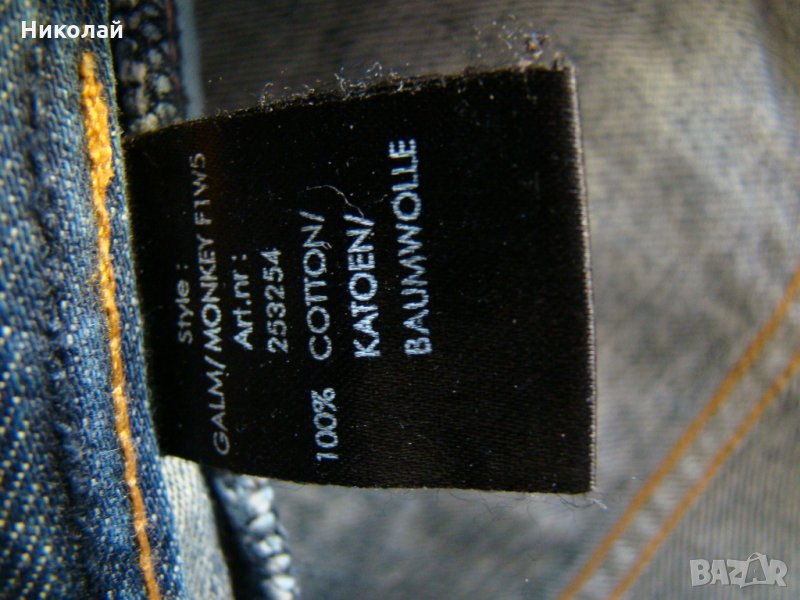 Николай
Style :
GALM/MONKEY F1W5
Art.nr :
253254
100% COTTON/
KATOEN/
BAUMWOLLE
BAZAR